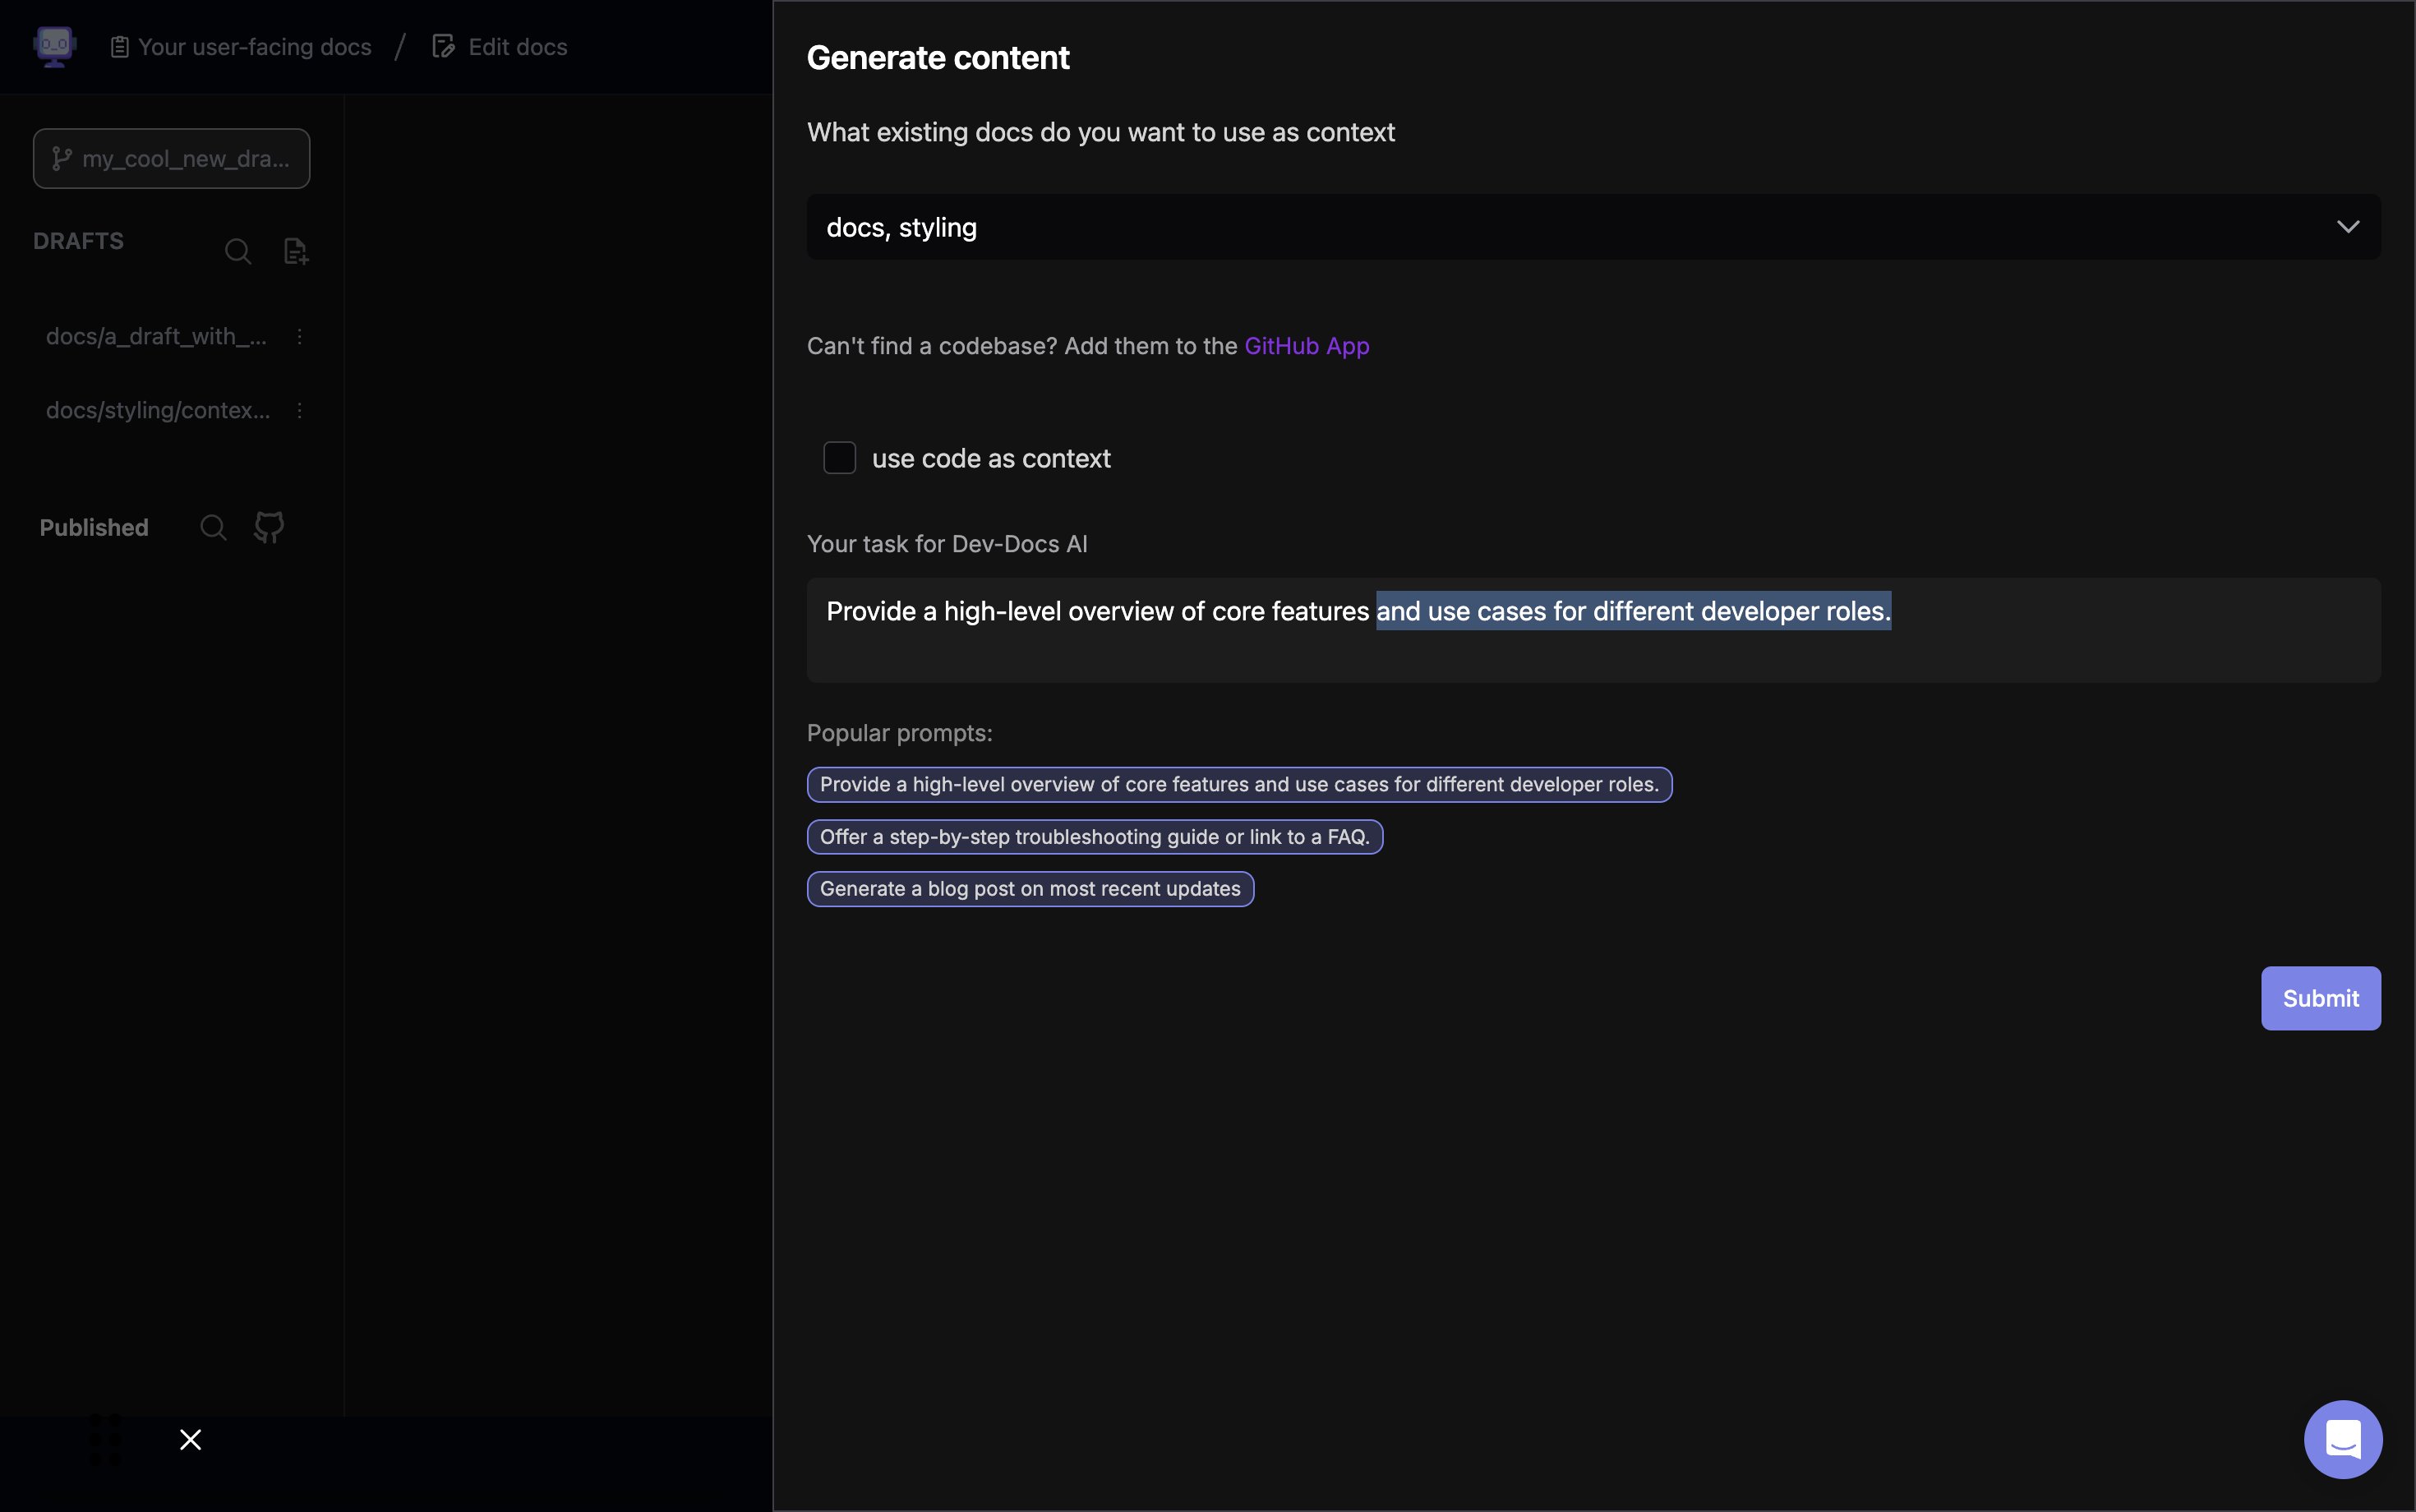 Your user-facing docs / Edit docs
my_cool_new_dra...
DRAFTS
docs/a_draft_with_...
docs/styling/contex...
Published
Generate content
What existing docs do you want to use as context
docs, styling
Can't find a codebase? Add them to the GitHub App
use code as context
Your task for Dev-Docs AI
Provide a high-level overview of core features and use cases for different developer roles.
Popular prompts:
Provide a high-level overview of core features and use cases for different developer roles.
Offer a step-by-step troubleshooting guide or link to a FAQ.
Generate a blog post on most recent updates
Submit